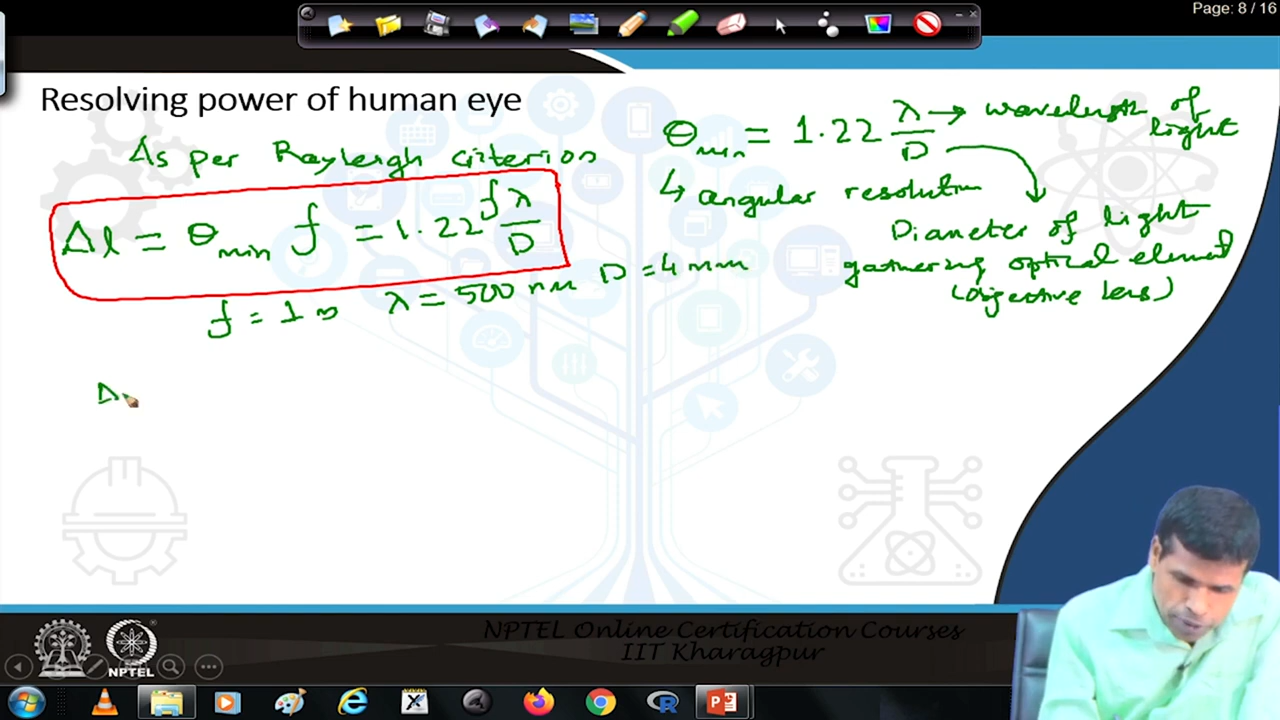 Page: 8 / 16
Resolving power of human eye
As per Rayleigh criterion
Δl = θmin f = 1.22 fλ/D
f = 1 m λ = 500 nm D = 4 mm
Δ
θmin = 1.22 λ/D → wavelength of light
↳ angular resolution
Diameter of light
gathering optical element
(objective lens)
NPTEL Online Certification Courses
IIT Kharagpur
NPTEL